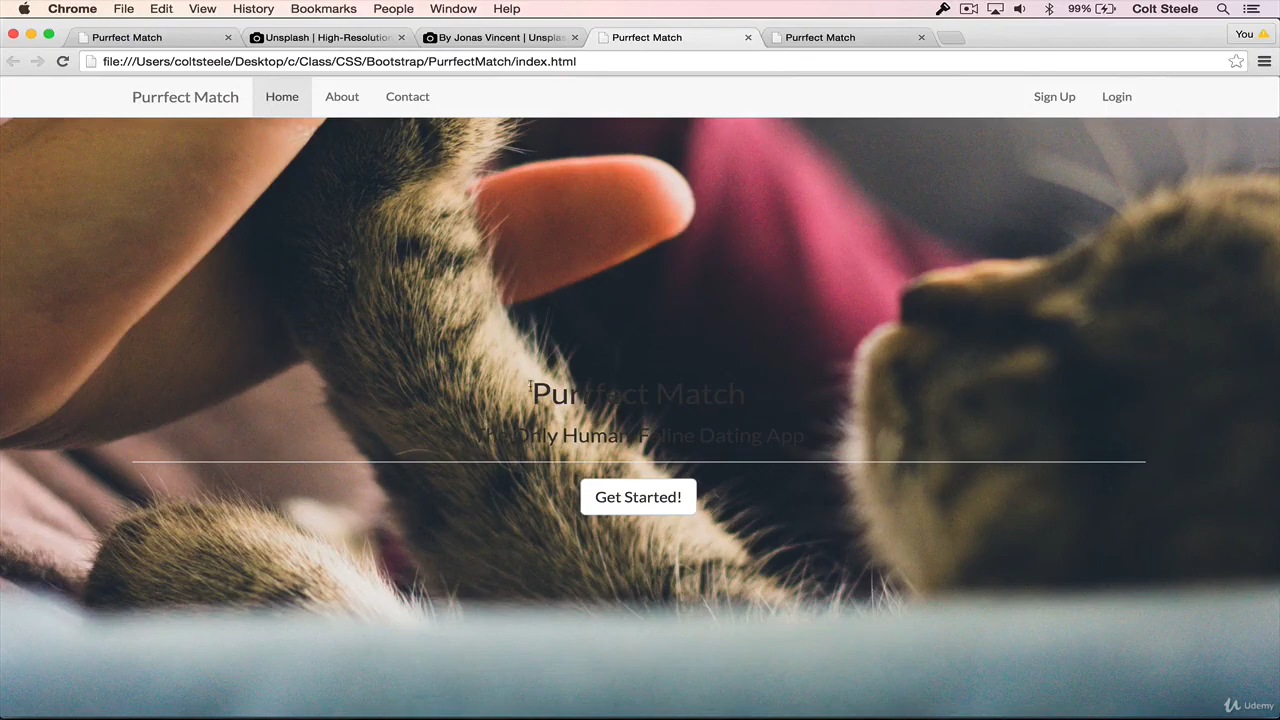 Chrome File Edit View History Bookmarks People Window Help 99% Colt Steele
Purrfect Match Unsplash | High-Resolutio By Jonas Vincent | Unsplas Purrfect Match Purrfect Match You
file:///Users/coltsteele/Desktop/c/Class/CSS/Bootstrap/PurrfectMatch/index.html
Purrfect Match Home About Contact Sign Up Login
Purrfect Match
The Only Human/Feline Dating App
Get Started!
Udemy